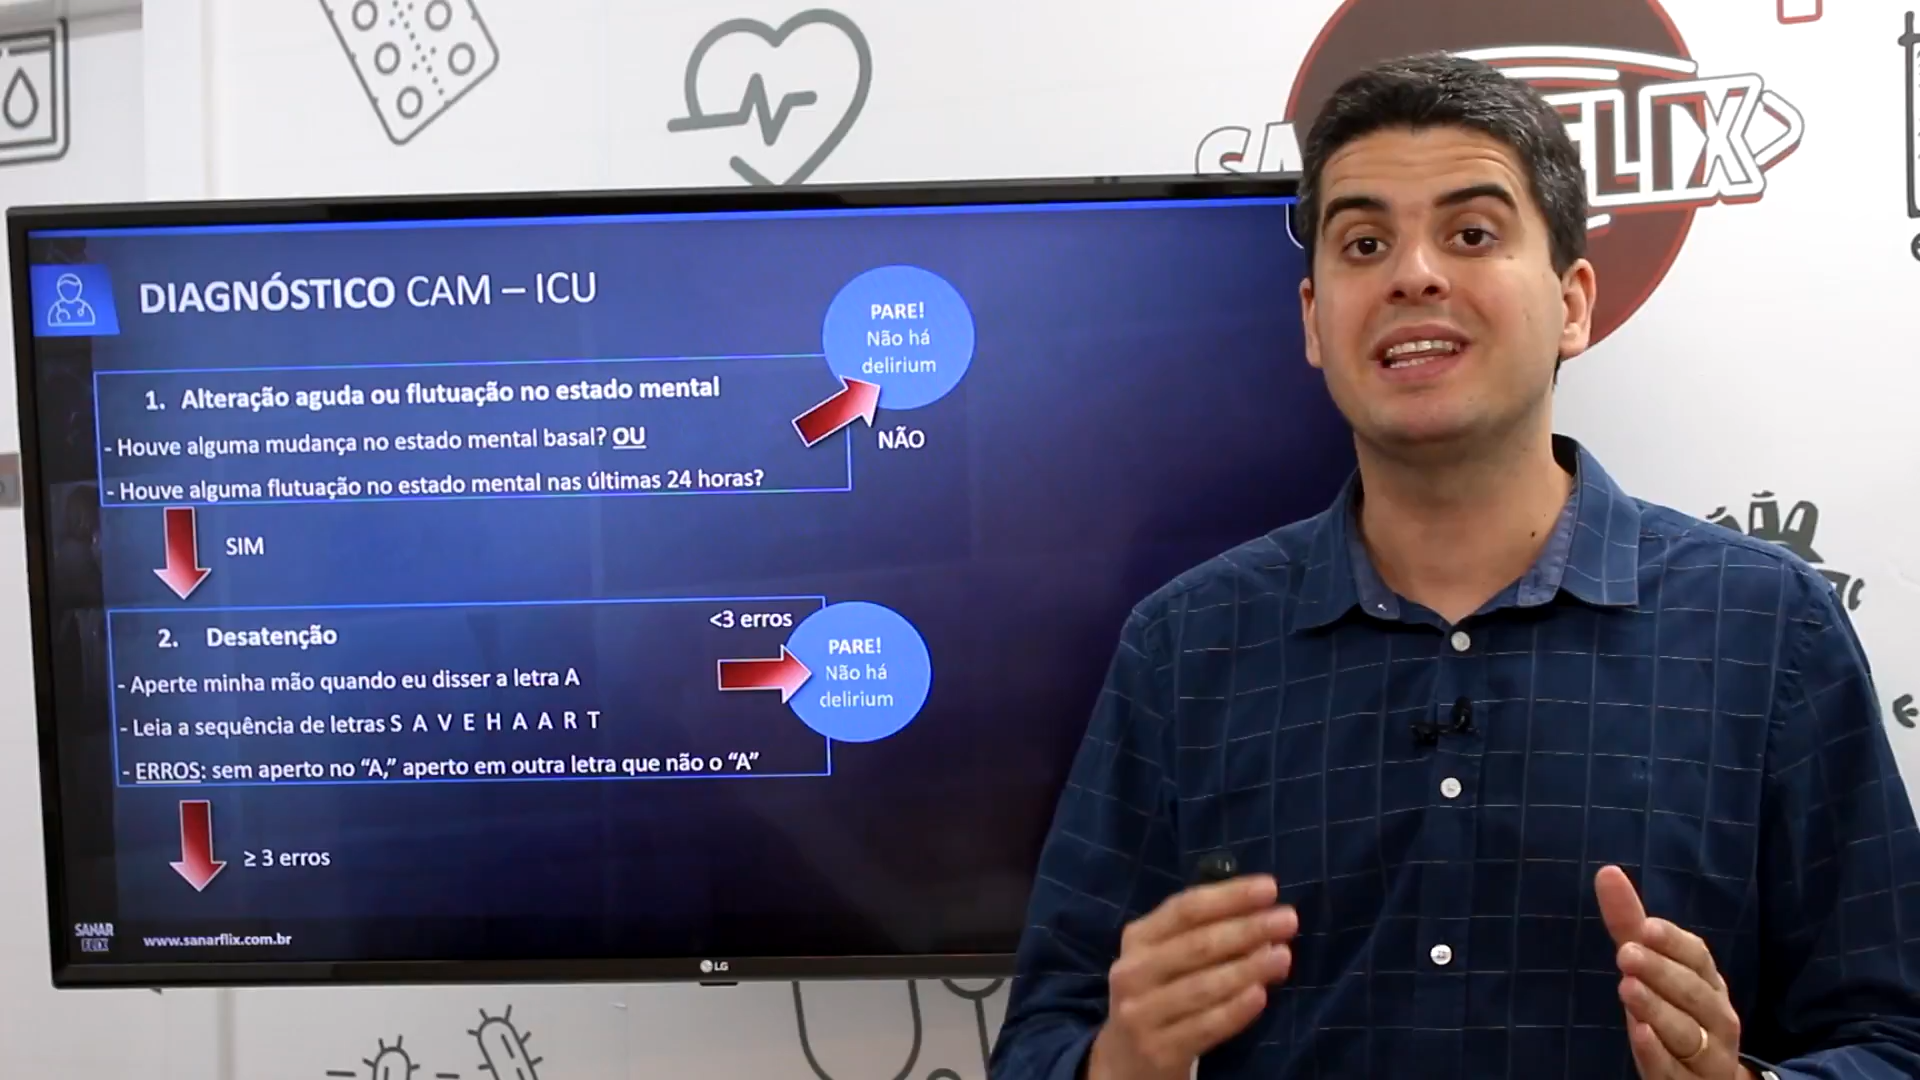 FLIX
DIAGNÓSTICO CAM – ICU
PARE!
Não há
delirium
1. Alteração aguda ou flutuação no estado mental
- Houve alguma mudança no estado mental basal? OU
NÃO
- Houve alguma flutuação no estado mental nas últimas 24 horas?
SIM
<3 erros
2. Desatenção
PARE!
Não há
delirium
- Aperte minha mão quando eu disser a letra A
- Leia a sequência de letras S A V E H A A R T
- ERROS: sem aperto no “A,” aperto em outra letra que não o “A”
≥ 3 erros
SANAR
FLIX
www.sanarflix.com.br
LG